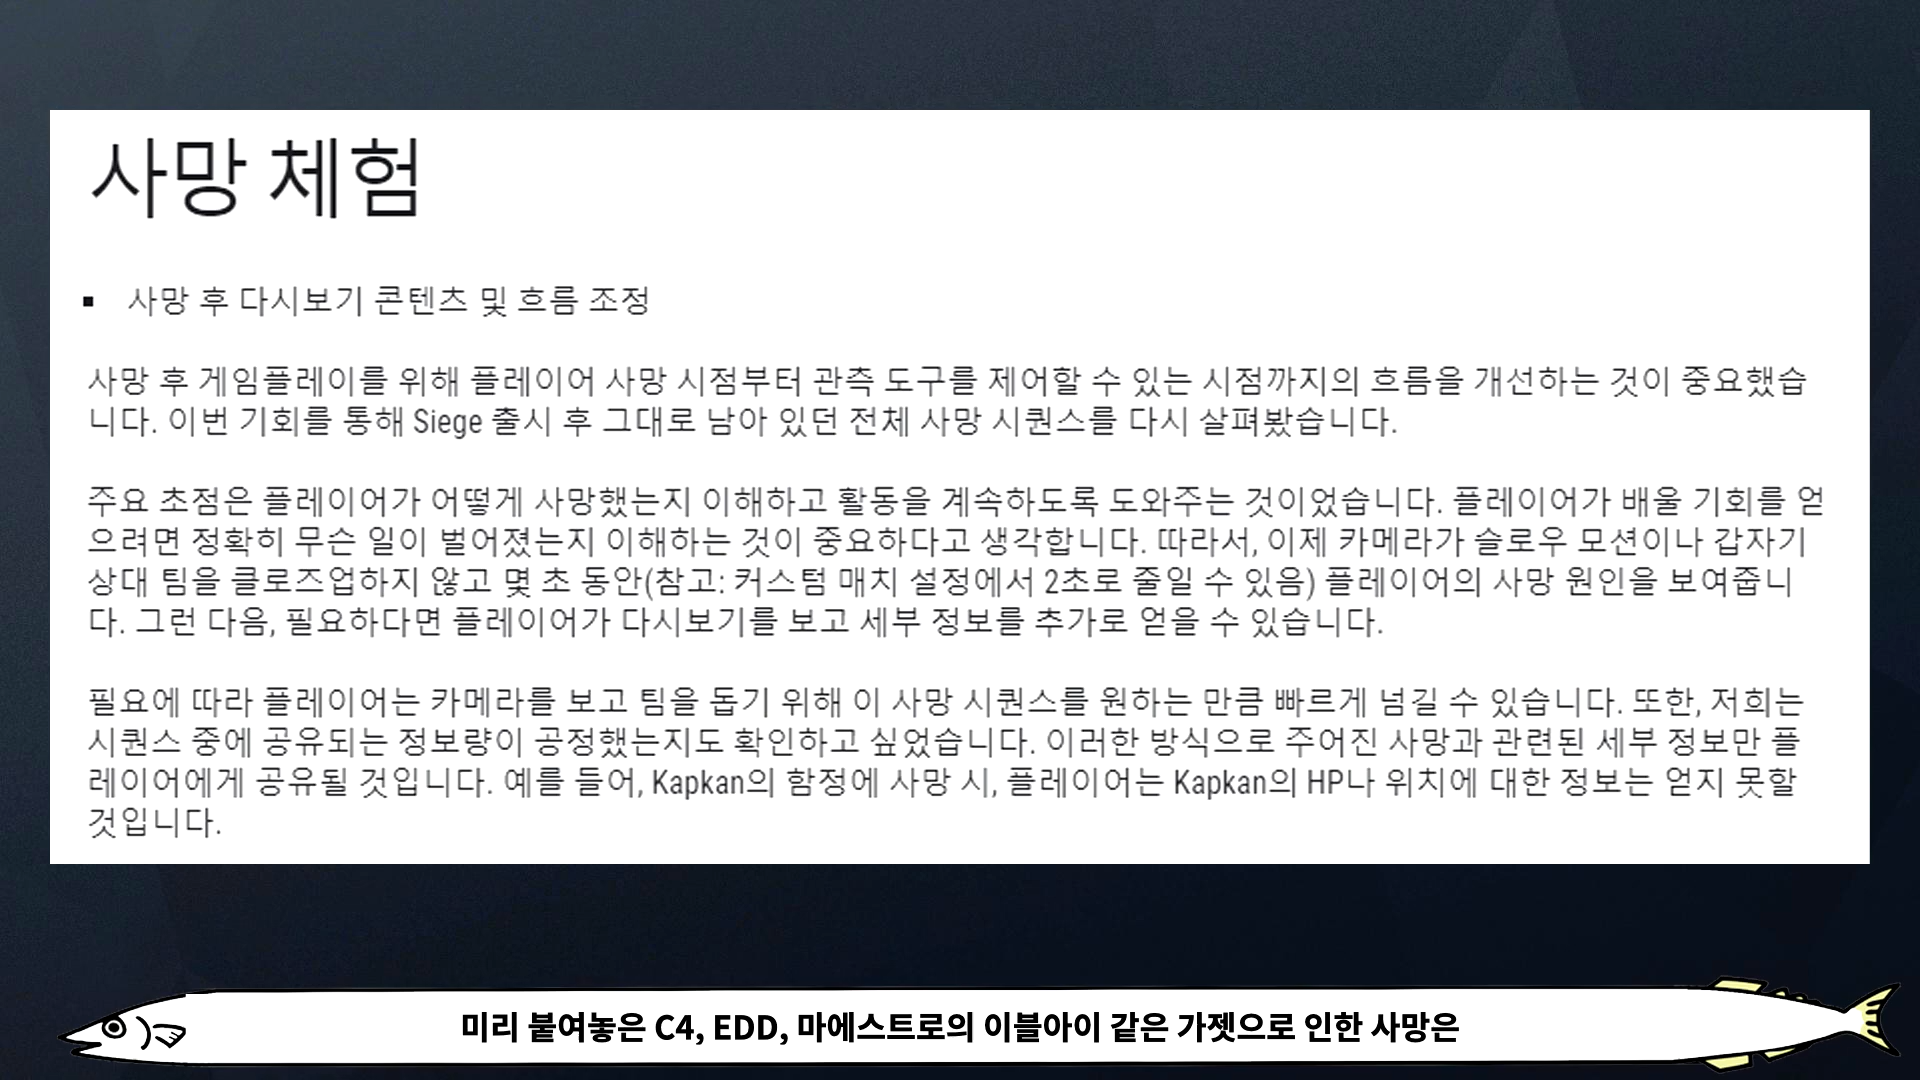 사망 체험
▪ 사망 후 다시보기 콘텐츠 및 흐름 조정
사망 후 게임플레이를 위해 플레이어 사망 시점부터 관측 도구를 제어할 수 있는 시점까지의 흐름을 개선하는 것이 중요했습
니다. 이번 기회를 통해 Siege 출시 후 그대로 남아 있던 전체 사망 시퀀스를 다시 살펴봤습니다.
주요 초점은 플레이어가 어떻게 사망했는지 이해하고 활동을 계속하도록 도와주는 것이었습니다. 플레이어가 배울 기회를 얻
으려면 정확히 무슨 일이 벌어졌는지 이해하는 것이 중요하다고 생각합니다. 따라서, 이제 카메라가 슬로우 모션이나 갑자기
상대 팀을 클로즈업하지 않고 몇 초 동안(참고: 커스텀 매치 설정에서 2초로 줄일 수 있음) 플레이어의 사망 원인을 보여줍니
다. 그런 다음, 필요하다면 플레이어가 다시보기를 보고 세부 정보를 추가로 얻을 수 있습니다.
필요에 따라 플레이어는 카메라를 보고 팀을 돕기 위해 이 사망 시퀀스를 원하는 만큼 빠르게 넘길 수 있습니다. 또한, 저희는
시퀀스 중에 공유되는 정보량이 공정했는지도 확인하고 싶었습니다. 이러한 방식으로 주어진 사망과 관련된 세부 정보만 플
레이어에게 공유될 것입니다. 예를 들어, Kapkan의 함정에 사망 시, 플레이어는 Kapkan의 HP나 위치에 대한 정보는 얻지 못할
것입니다.
미리 붙여놓은 C4, EDD, 마에스트로의 이블아이 같은 가젯으로 인한 사망은